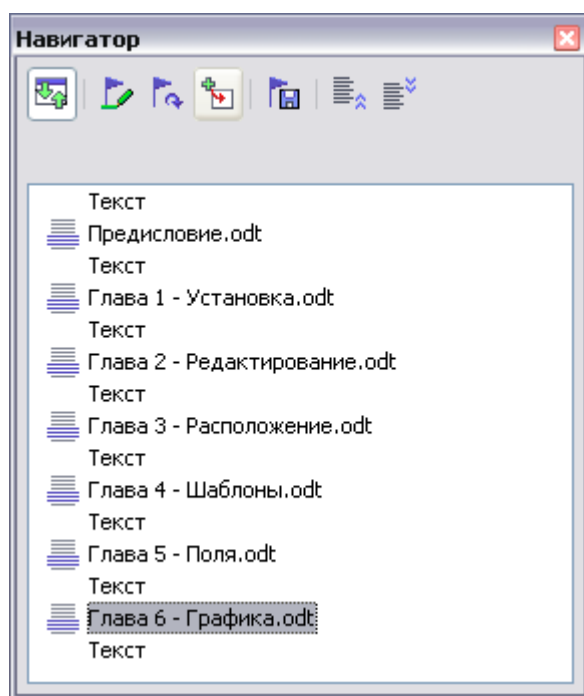 Навигатор
Текст
Предисловие.odt
Текст
Глава 1 - Установка.odt
Текст
Глава 2 - Редактирование.odt
Текст
Глава 3 - Расположение.odt
Текст
Глава 4 - Шаблоны.odt
Текст
Глава 5 - Поля.odt
Текст
Глава 6 - Графика.odt
Текст